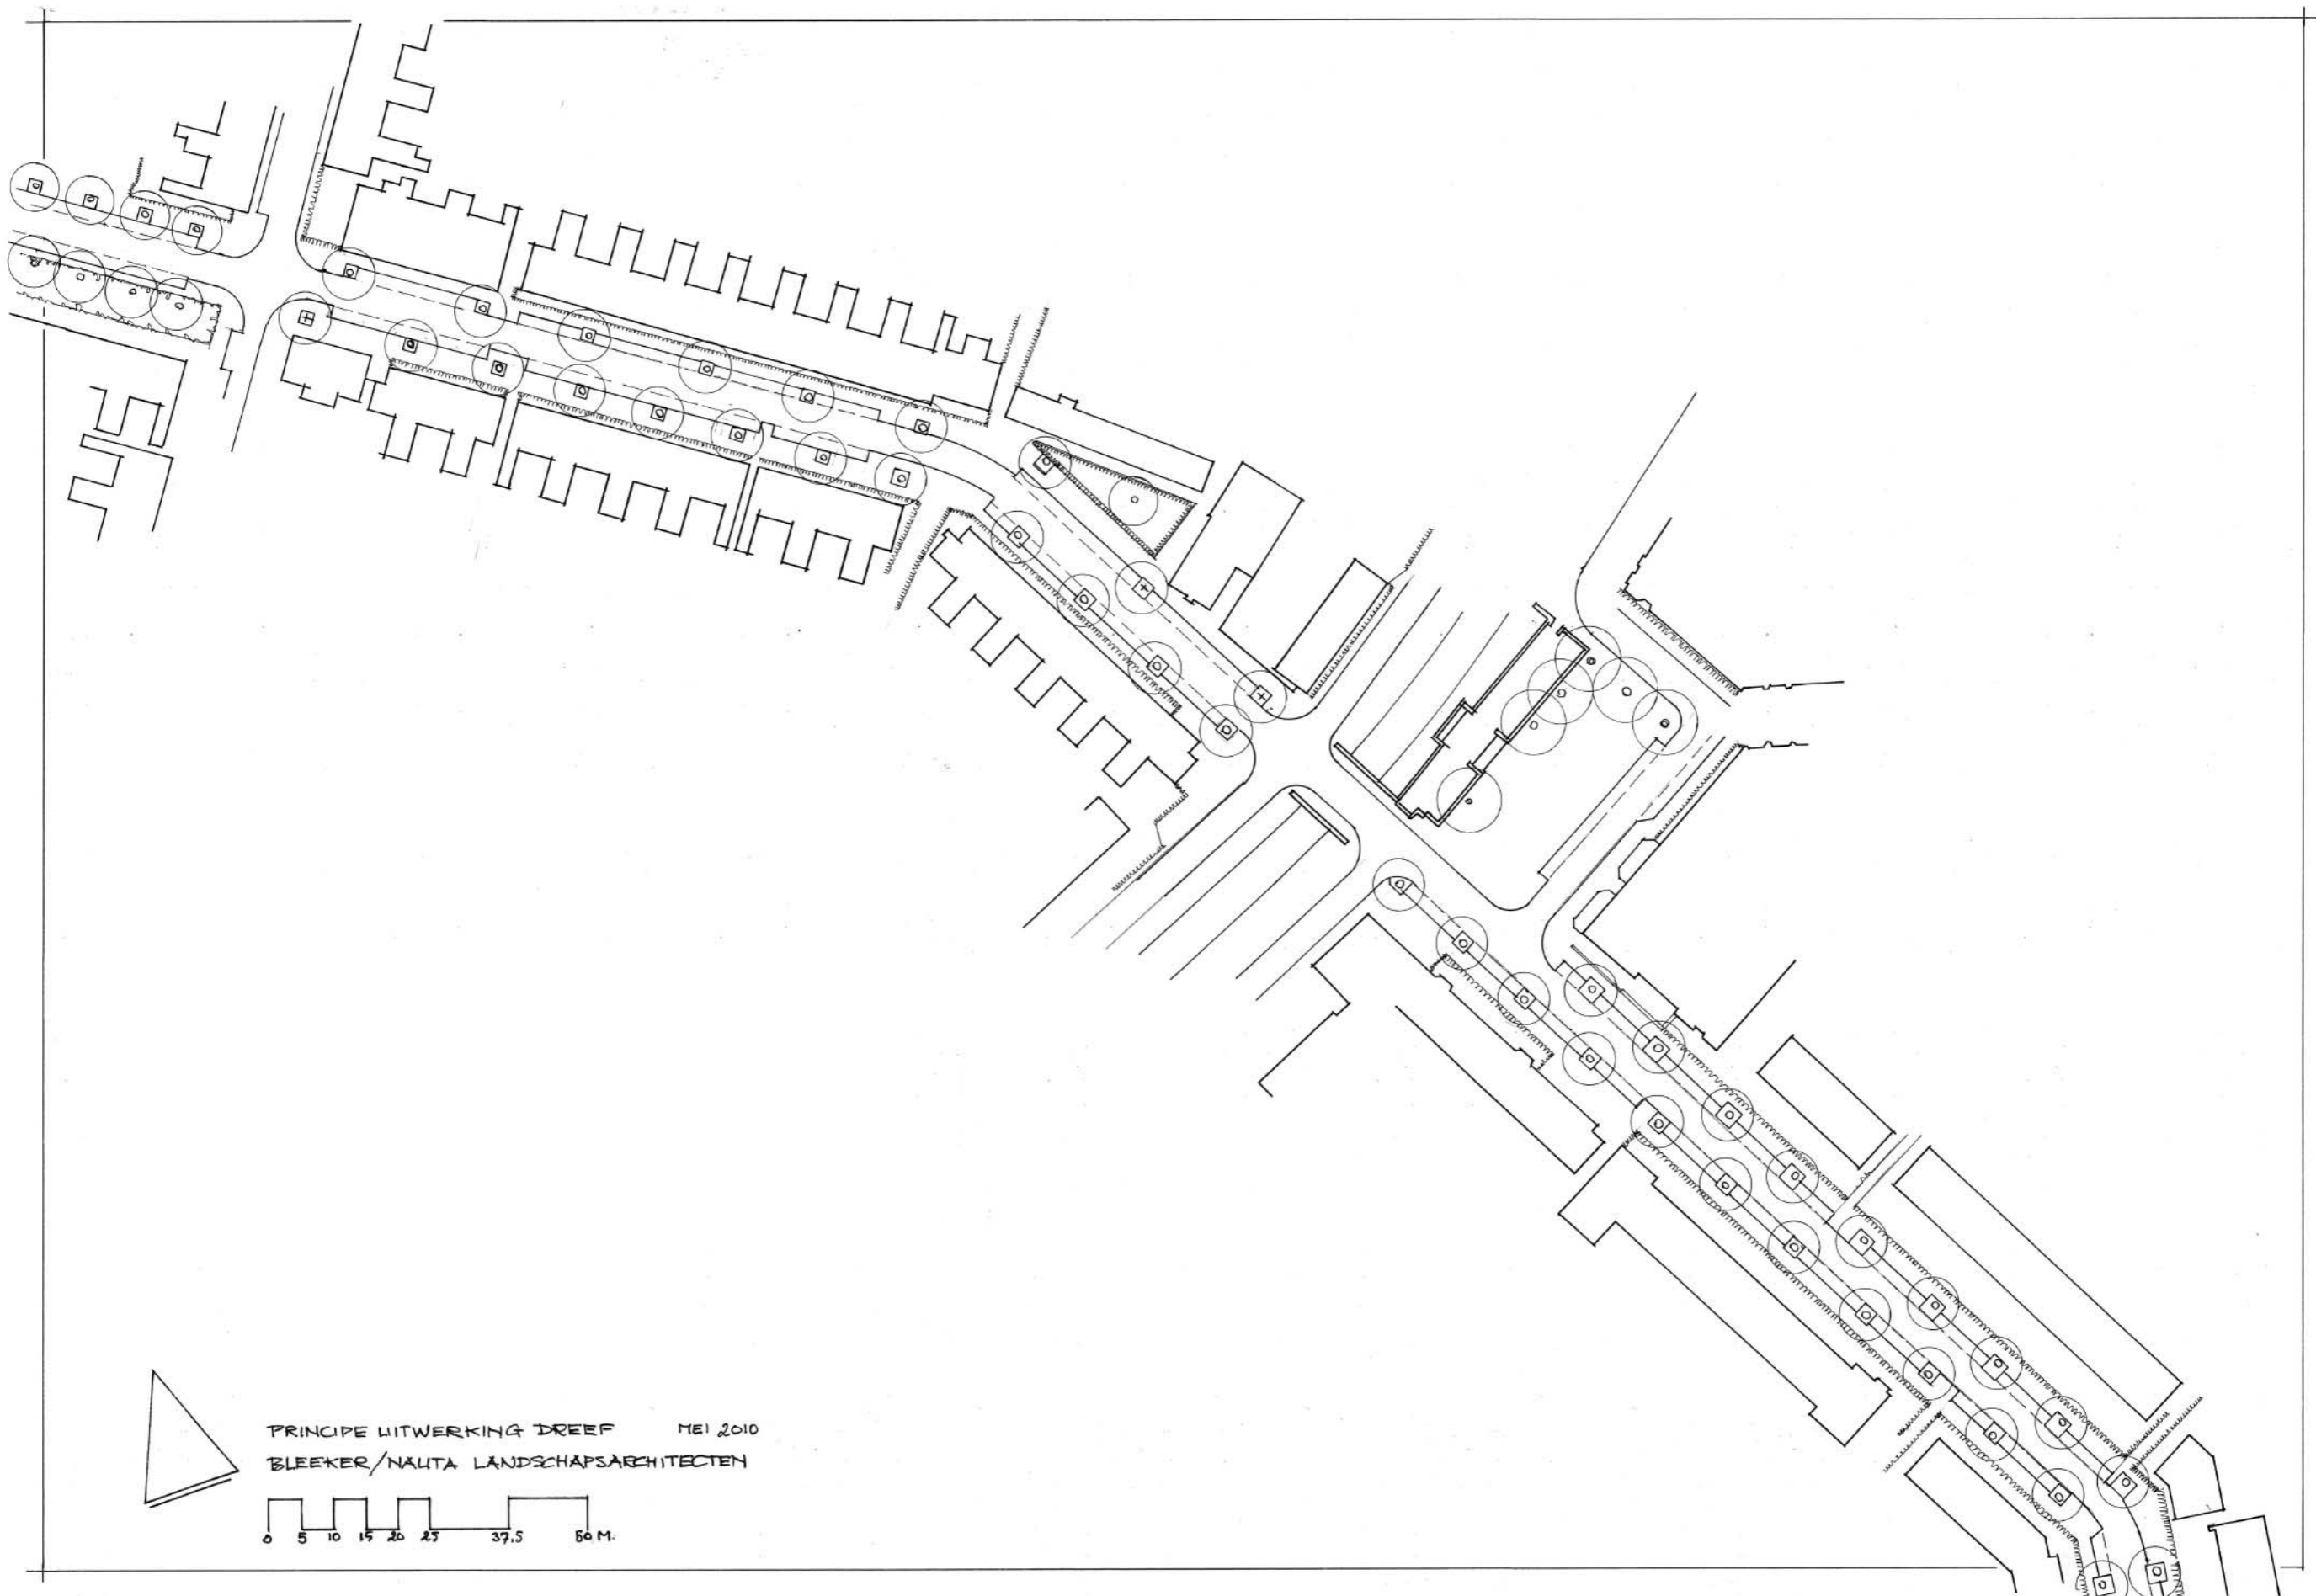 PRINCIPE UITWERKING DREEF MEI 2010
BLEEKER/NAUTA LANDSCHAPSARCHITECTEN
0 5 10 15 20 25 37,5 50 M.